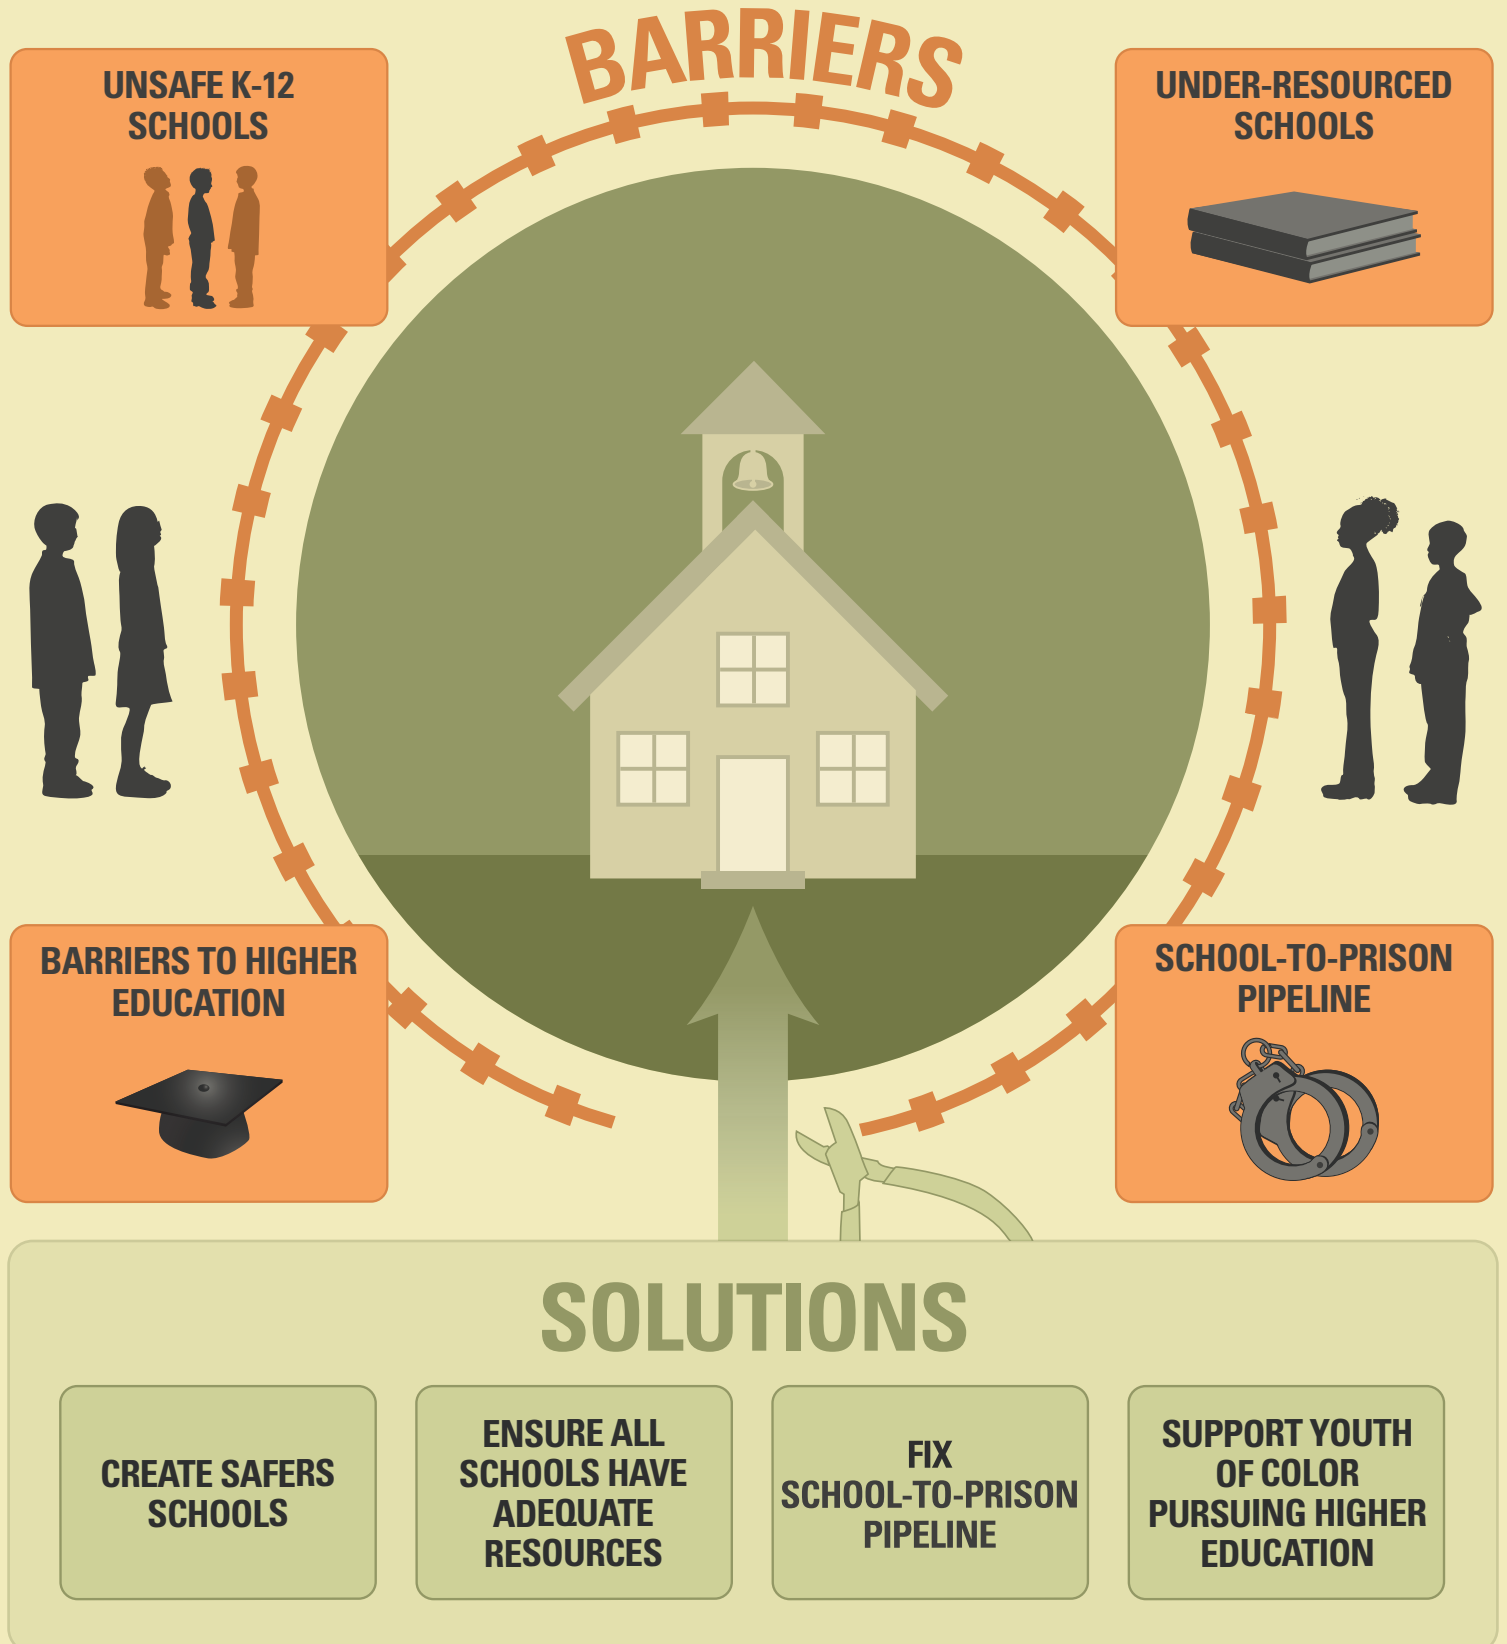 BARRIERS
UNSAFE K-12
SCHOOLS
UNDER-RESOURCED
SCHOOLS
BARRIERS TO HIGHER
EDUCATION
SCHOOL-TO-PRISON
PIPELINE
SOLUTIONS
CREATE SAFERS
SCHOOLS
ENSURE ALL
SCHOOLS HAVE
ADEQUATE
RESOURCES
FIX
SCHOOL-TO-PRISON
PIPELINE
SUPPORT YOUTH
OF COLOR
PURSUING HIGHER
EDUCATION